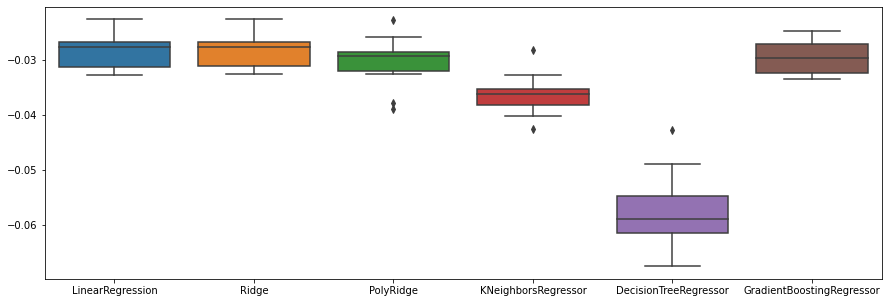 −0.03
−0.04
−0.05
−0.06
LinearRegression Ridge PolyRidge KNeighborsRegressor DecisionTreeRegressor GradientBoostingRegressor